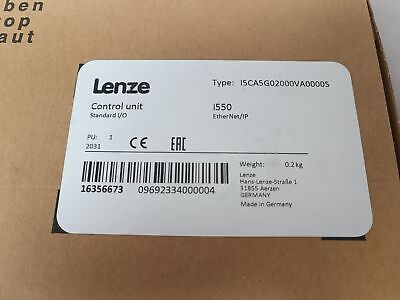 ben
top
aut
Lenze
Type: I5CA5G02000VA0000S
Control unit
Standard I/O
i550
EtherNet/IP
PU: 1
2031
CE EAC
Weight: 0.2 kg
Lenze
Hans-Lenze-Straße 1
31855 Aerzen
GERMANY
Made in Germany
16356673 09692334000004